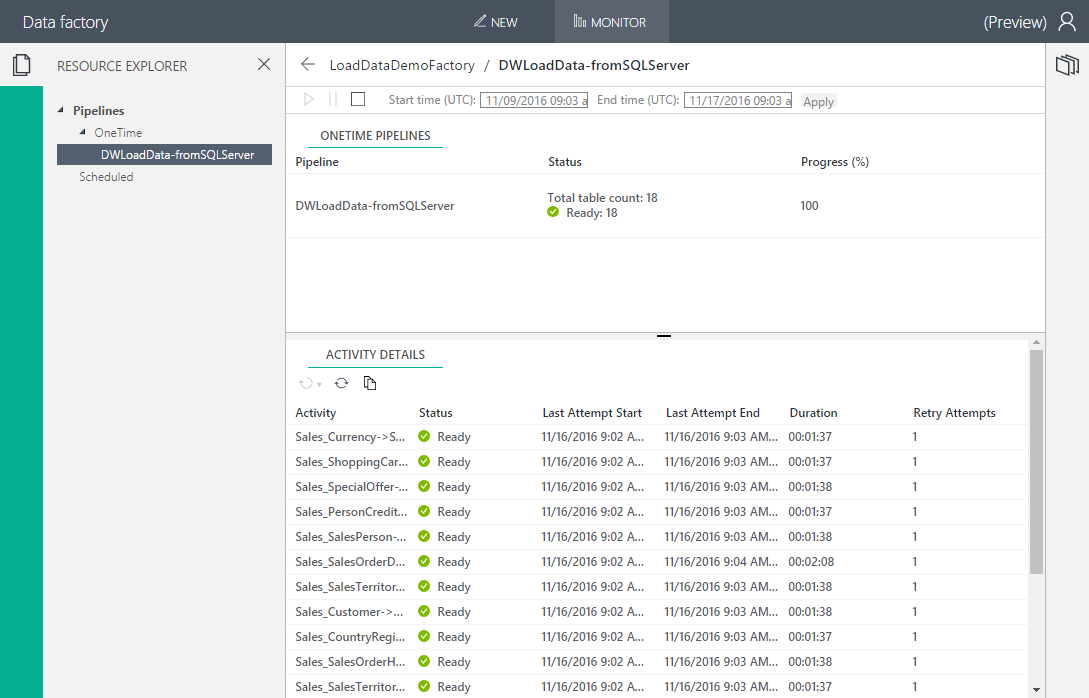 Data factory NEW MONITOR (Preview)
RESOURCE EXPLORER
LoadDataDemoFactory / DWLoadData-fromSQLServer
Start time (UTC): 11/09/2016 09:03 a End time (UTC): 11/17/2016 09:03 a Apply
Pipelines
OneTime
DWLoadData-fromSQLServer
Scheduled
ONETIME PIPELINES
Pipeline Status Progress (%)
DWLoadData-fromSQLServer Total table count: 18 100
Ready: 18
ACTIVITY DETAILS
Activity Status Last Attempt Start Last Attempt End Duration Retry Attempts
Sales_Currency->S... Ready 11/16/2016 9:02 A... 11/16/2016 9:03 AM... 00:01:37 1
Sales_ShoppingCar... Ready 11/16/2016 9:02 A... 11/16/2016 9:03 AM... 00:01:37 1
Sales_SpecialOffer-... Ready 11/16/2016 9:02 A... 11/16/2016 9:03 AM... 00:01:38 1
Sales_PersonCredit... Ready 11/16/2016 9:02 A... 11/16/2016 9:03 AM... 00:01:37 1
Sales_SalesPerson-... Ready 11/16/2016 9:02 A... 11/16/2016 9:03 AM... 00:01:38 1
Sales_SalesOrderD... Ready 11/16/2016 9:02 A... 11/16/2016 9:04 AM... 00:02:08 1
Sales_SalesTerritor... Ready 11/16/2016 9:02 A... 11/16/2016 9:03 AM... 00:01:38 1
Sales_Customer->... Ready 11/16/2016 9:02 A... 11/16/2016 9:03 AM... 00:01:38 1
Sales_CountryRegi... Ready 11/16/2016 9:02 A... 11/16/2016 9:03 AM... 00:01:37 1
Sales_SalesOrderH... Ready 11/16/2016 9:02 A... 11/16/2016 9:03 AM... 00:01:38 1
Sales_SalesTerritor... Ready 11/16/2016 9:02 A... 11/16/2016 9:03 AM... 00:01:37 1